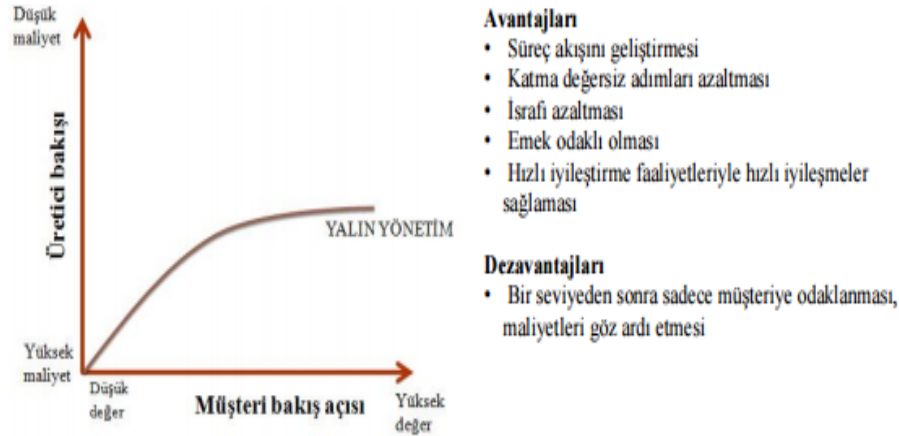 Düşük
maliyet
Üretici bakışı
YALIN YÖNETİM
Yüksek
maliyet
Düşük
değer
Müşteri bakış açısı
Yüksek
değer
Avantajları
• Süreç akışını geliştirmesi
• Katma değersiz adımları azaltması
• İsrafı azaltması
• Emek odaklı olması
• Hızlı iyileştirme faaliyetleriyle hızlı iyileşmeler
sağlaması
Dezavantajları
• Bir seviyeden sonra sadece müşteriye odaklanması,
maliyetleri göz ardı etmesi